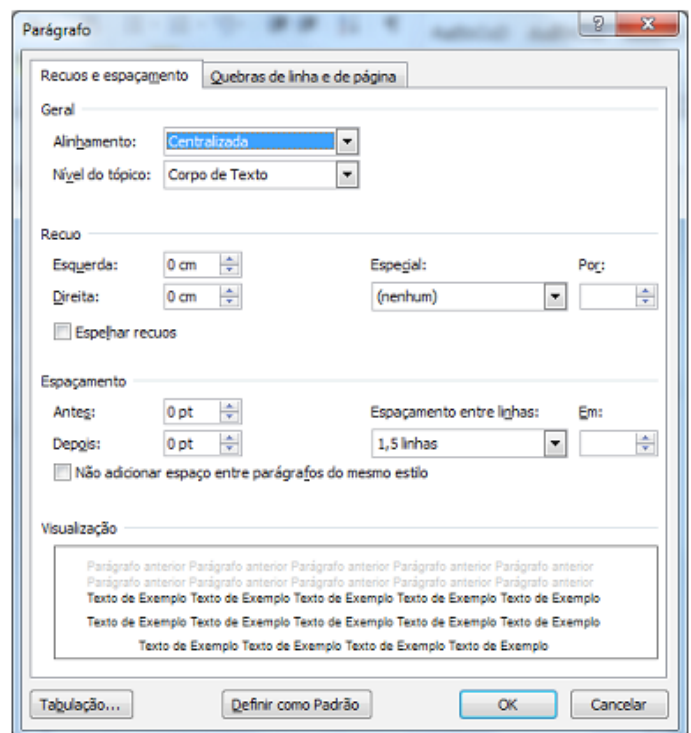 Parágrafo
Recuos e espaçamento Quebras de linha e de página
Geral
Alinhamento: Centralizada
Nível do tópico: Corpo de Texto
Recuo
Esquerda: 0 cm Especial: Por:
Direita: 0 cm (nenhum)
Espelhar recuos
Espaçamento
Antes: 0 pt Espaçamento entre linhas: Em:
Depois: 0 pt 1,5 linhas
Não adicionar espaço entre parágrafos do mesmo estilo
Visualização
Parágrafo anterior Parágrafo anterior Parágrafo anterior Parágrafo anterior Parágrafo anterior
Parágrafo anterior Parágrafo anterior Parágrafo anterior Parágrafo anterior Parágrafo anterior
Texto de Exemplo Texto de Exemplo Texto de Exemplo Texto de Exemplo Texto de Exemplo
Texto de Exemplo Texto de Exemplo Texto de Exemplo Texto de Exemplo Texto de Exemplo
Texto de Exemplo Texto de Exemplo Texto de Exemplo Texto de Exemplo
Tabulação... Definir como Padrão OK Cancelar